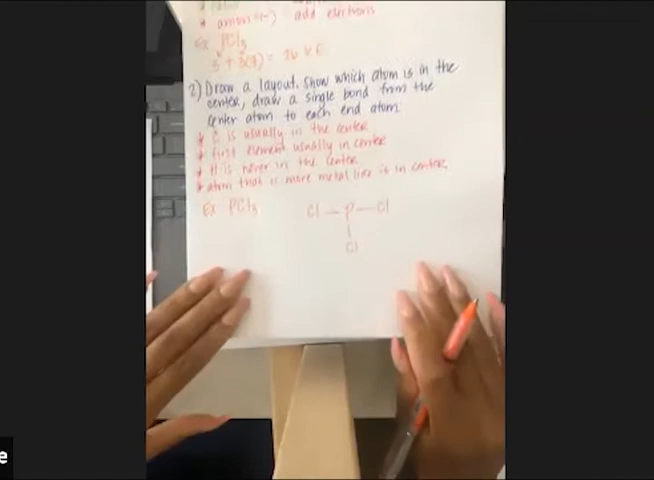 * anion (-) add electrons
Ex PCl3
5 + 3(7) = 26 V E
2) Draw a layout. Show which atom is in the
center, draw a single bond from the
center atom to each end atom
* C is usually in the center
* first element usually in center
* H is never in the center
* atom that is more metal like is in center
Ex PCl3 Cl — P — Cl
|
Cl
e